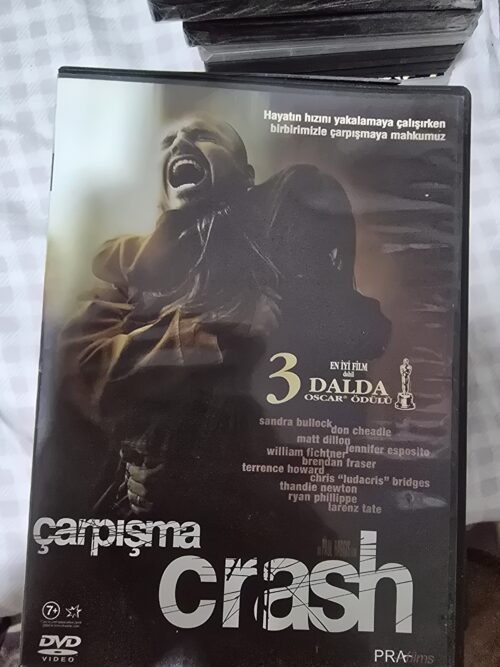 Hayatın hızını yakalamaya çalışırken
birbirimizle çarpışmaya mahkumuz
EN İYİ FİLM
dahil
3 DALDA
OSCAR® ÖDÜLÜ
sandra bullock
don cheadle
matt dillon
jennifer esposito
william fichtner
brendan fraser
terrence howard
chris "ludacris" bridges
thandie newton
ryan phillippe
larenz tate
çarpışma
crash
7+
DVD
VIDEO
PRA films